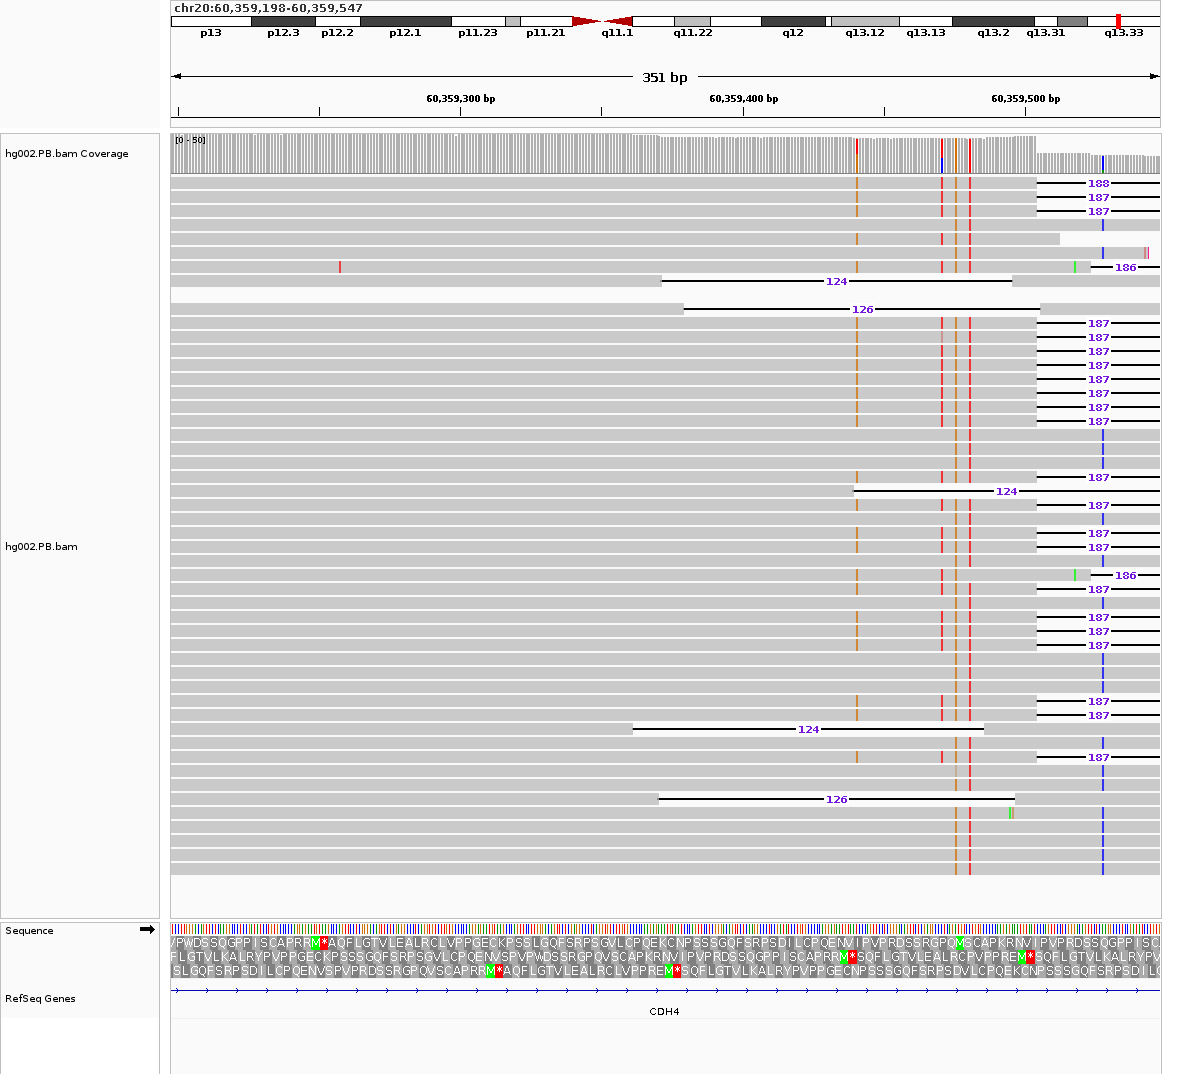 chr20:60,359,198-60,359,547
p13 p12.3 p12.2 p12.1 p11.23 p11.21 q11.1 q11.22 q12 q13.12 q13.13 q13.2 q13.31 q13.33
351 bp
60,359,300 bp 60,359,400 bp 60,359,500 bp
hg002.PB.bam Coverage
[0 - 50]
188
187
187
186
124
126
187
187
187
187
187
187
187
187
187
124
187
187
187
186
187
187
187
187
187
187
124
187
126
hg002.PB.bam
Sequence
RefSeq Genes
CDH4